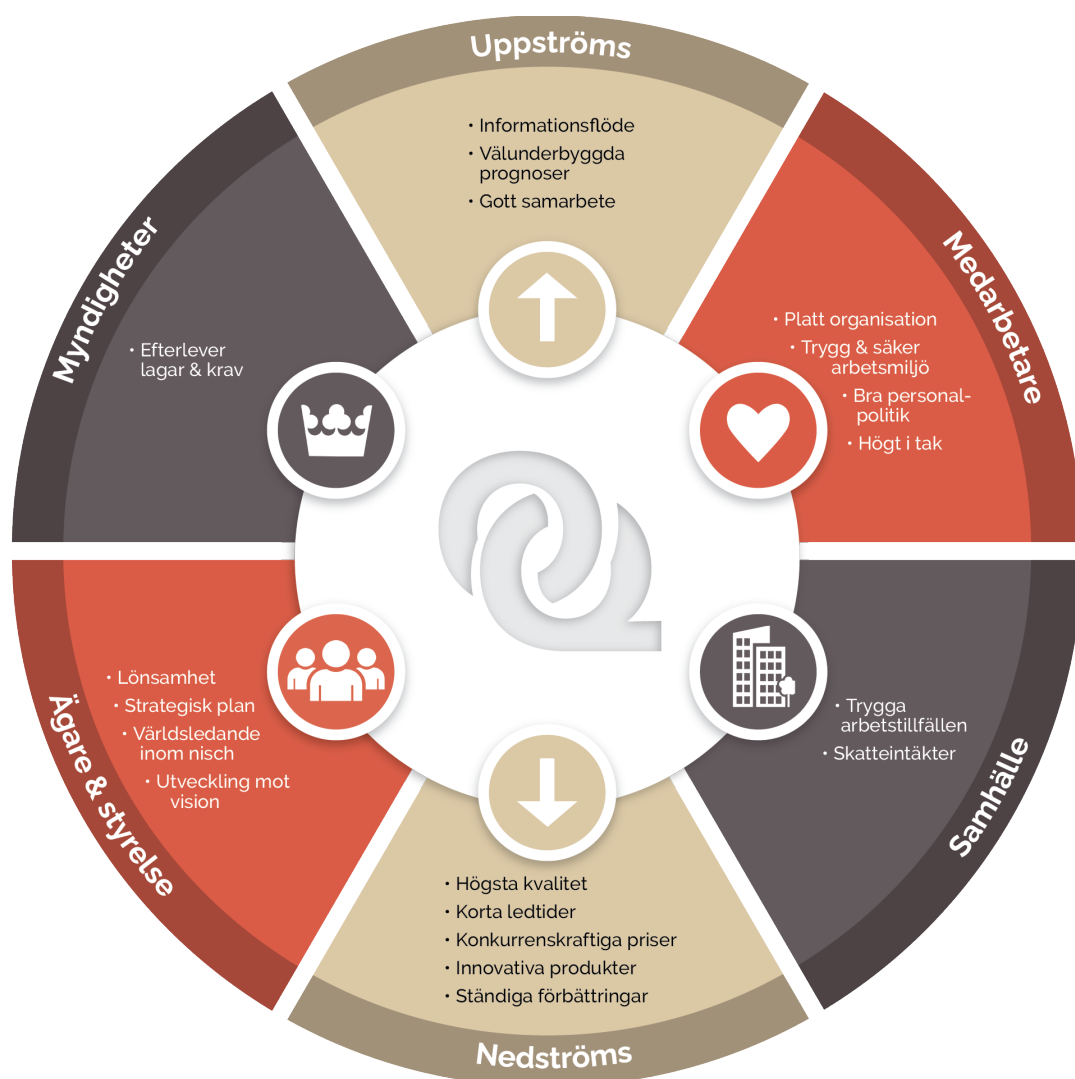 Uppströms
• Informationsflöde
• Välunderbyggda
prognoser
• Gott samarbete
Medarbetare
• Platt organisation
• Trygg & säker
arbetsmiljö
• Bra personal-
politik
• Högt i tak
Samhälle
• Trygga
arbetstillfällen
• Skatteintäkter
Nedströms
• Högsta kvalitet
• Korta ledtider
• Konkurrenskraftiga priser
• Innovativa produkter
• Ständiga förbättringar
Ägare & styrelse
• Lönsamhet
• Strategisk plan
• Världsledande
inom nisch
• Utveckling mot
vision
Myndigheter
• Efterlever
lagar & krav